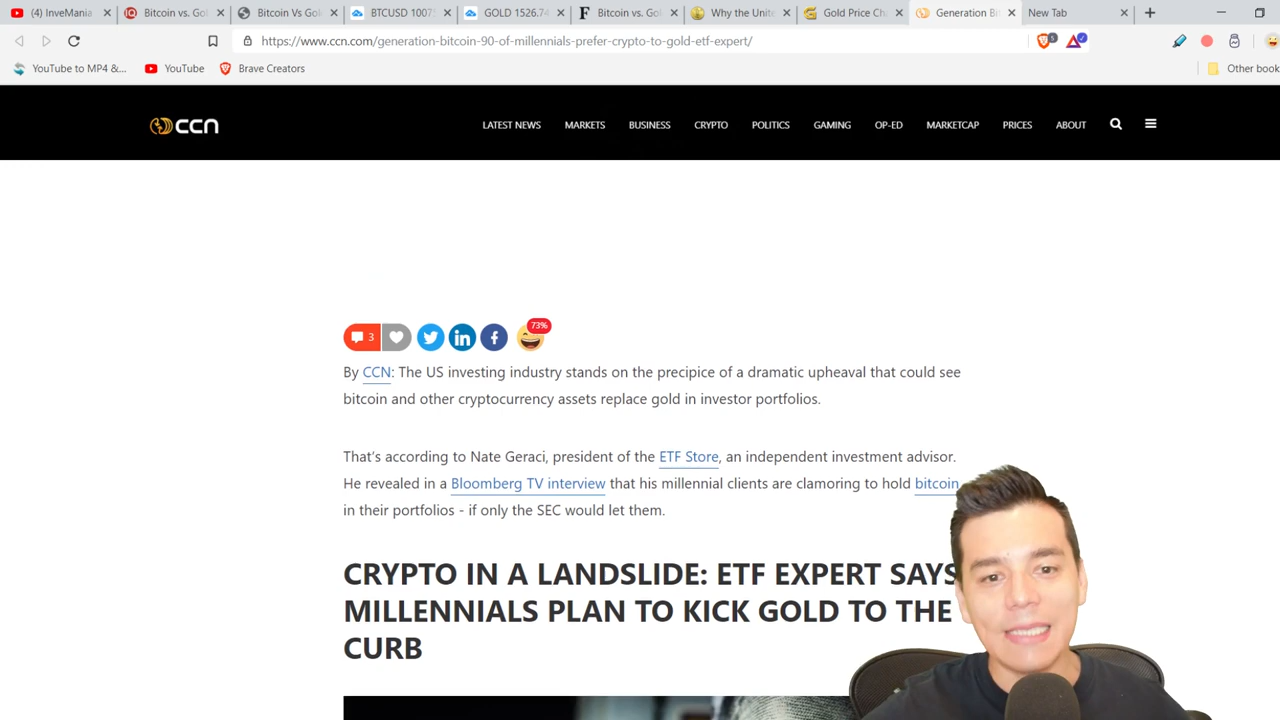 (4) InveMania
Bitcoin vs. Gol
Bitcoin Vs Gol
BTCUSD 1007
GOLD 1526.74
Bitcoin vs. Gol
Why the Unite
Gold Price Cha
Generation Bi
New Tab
https://www.ccn.com/generation-bitcoin-90-of-millennials-prefer-crypto-to-gold-etf-expert/
5
YouTube to MP4 &...
YouTube
Brave Creators
Other book
ccn
LATEST NEWS
MARKETS
BUSINESS
CRYPTO
POLITICS
GAMING
OP-ED
MARKETCAP
PRICES
ABOUT
3
73%
By CCN: The US investing industry stands on the precipice of a dramatic upheaval that could see
bitcoin and other cryptocurrency assets replace gold in investor portfolios.
That's according to Nate Geraci, president of the ETF Store, an independent investment advisor.
He revealed in a Bloomberg TV interview that his millennial clients are clamoring to hold bitcoin
in their portfolios - if only the SEC would let them.
CRYPTO IN A LANDSLIDE: ETF EXPERT SAYS
MILLENNIALS PLAN TO KICK GOLD TO THE
CURB